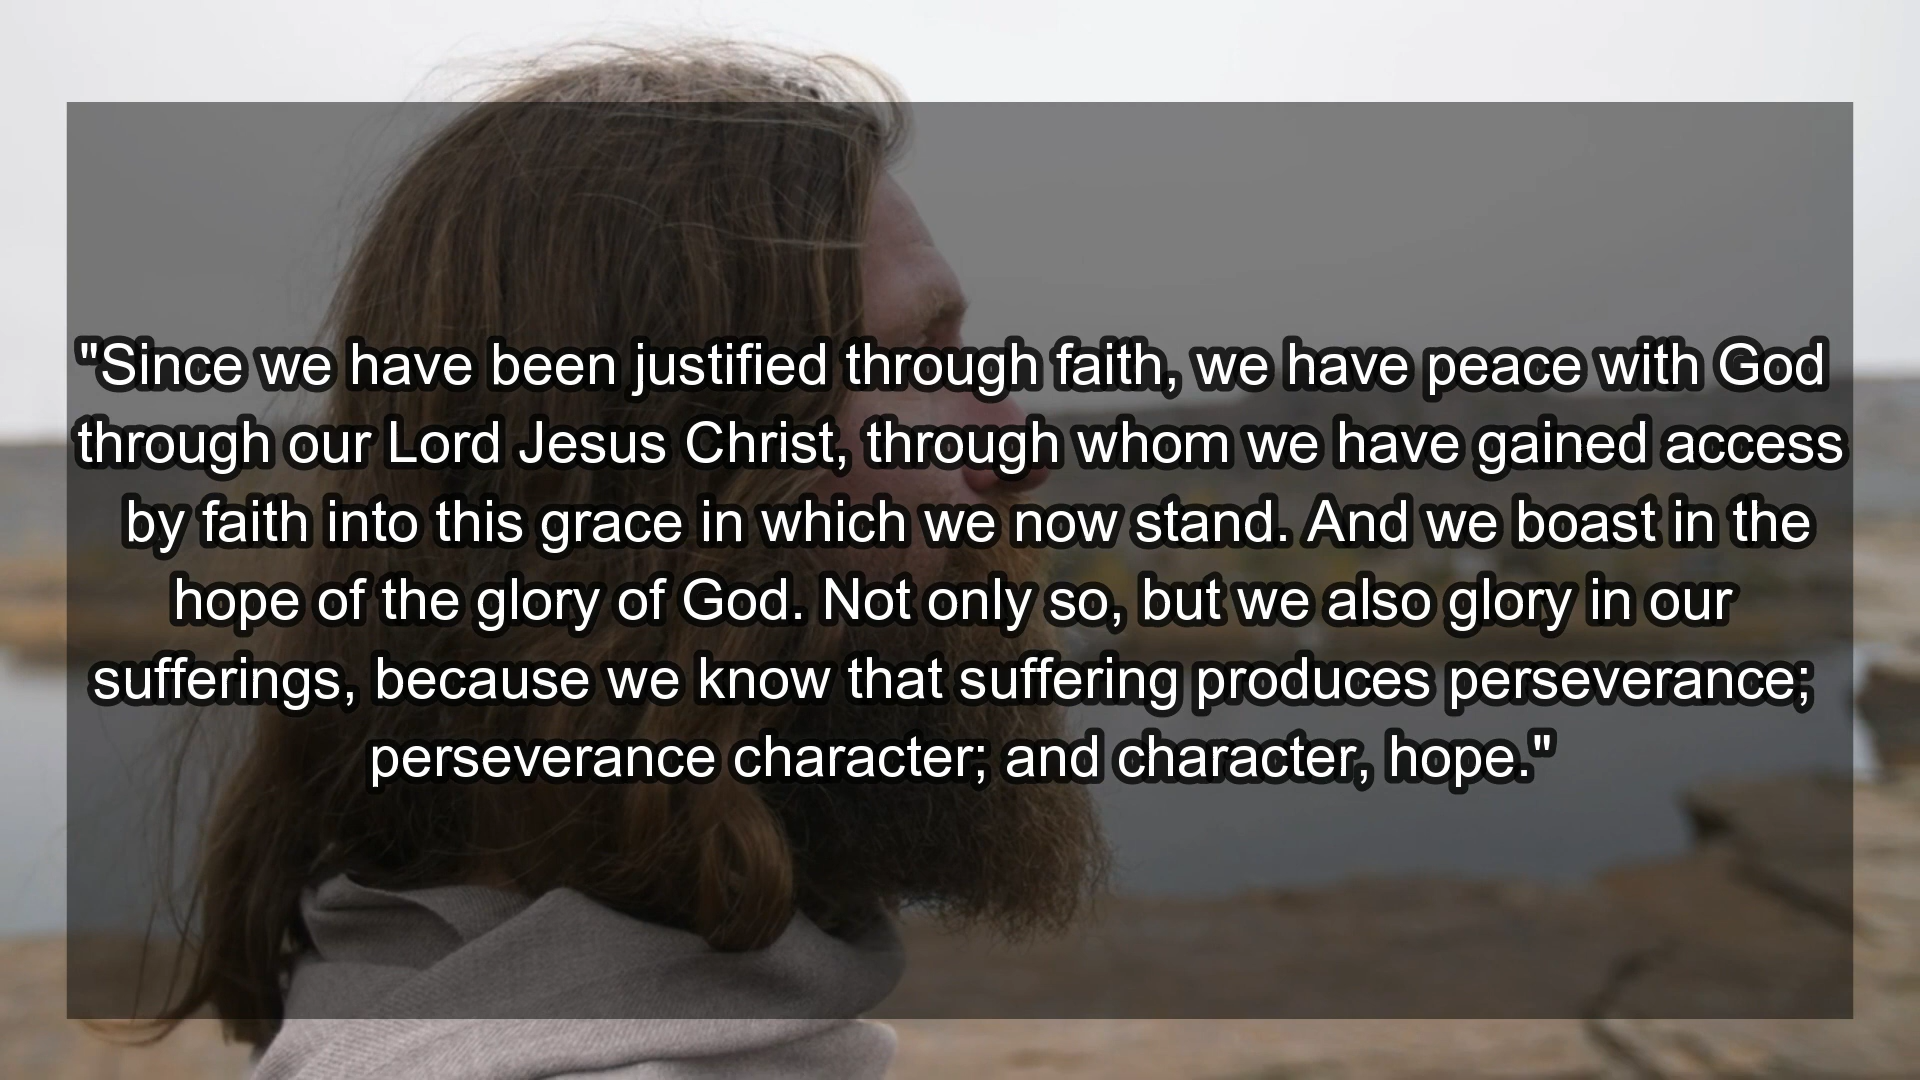 "Since we have been justified through faith, we have peace with God
through our Lord Jesus Christ, through whom we have gained access
by faith into this grace in which we now stand. And we boast in the
hope of the glory of God. Not only so, but we also glory in our
sufferings, because we know that suffering produces perseverance;
perseverance character; and character, hope."